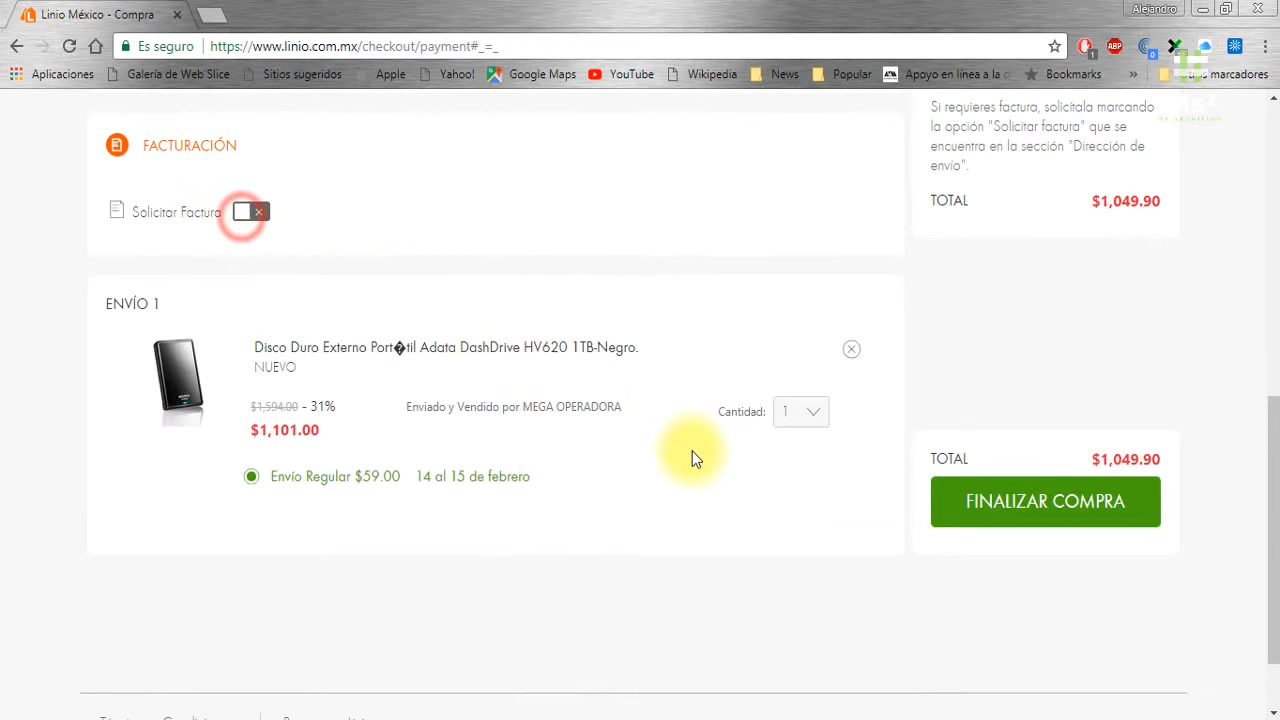 Linio México - Compra
Alejandro
Es seguro
https://www.linio.com.mx/checkout/payment#_=_
1
ABP
0
Aplicaciones
Galería de Web Slice
Sitios sugeridos
Apple
Yahoo!
Google Maps
YouTube
Wikipedia
News
Popular
Apoyo en línea a la d
Bookmarks
»
marcadores
Si requieres factura, solicítala marcando
la opción "Solicitar factura" que se
encuentra en la sección "Dirección de
envío".
TOTAL $1,049.90
FACTURACIÓN
Solicitar Factura
ENVÍO 1
Disco Duro Externo Port�til Adata DashDrive HV620 1TB-Negro.
NUEVO
$1,594.00 - 31%
Enviado y Vendido por MEGA OPERADORA
Cantidad: 1
$1,101.00
Envío Regular $59.00 14 al 15 de febrero
TOTAL $1,049.90
FINALIZAR COMPRA